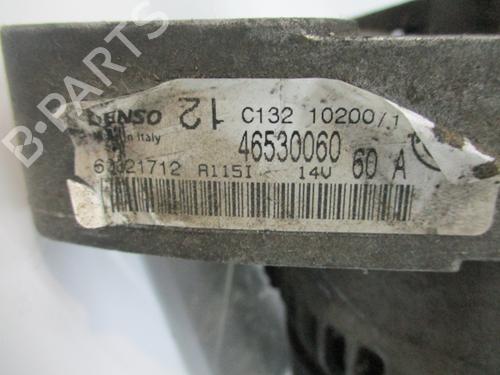 DENSO 12 C132 10200/1
in Italy 46530060
63321712 A115I 14V 60 A
B-PARTS